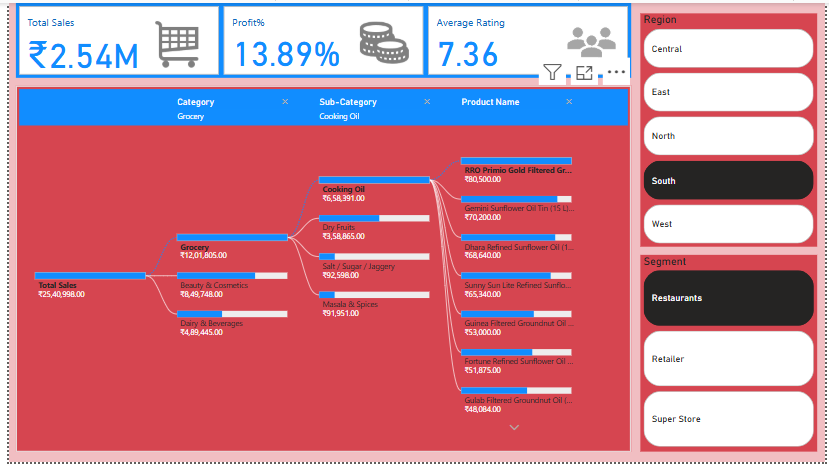 Total Sales
₹2.54M
Profit%
13.89%
Average Rating
7.36
Category
Grocery
Sub-Category
Cooking Oil
Product Name
Total Sales
₹25,40,998.00
Grocery
₹12,01,805.00
Beauty & Cosmetics
₹8,49,748.00
Dairy & Beverages
₹4,89,445.00
Cooking Oil
₹6,58,391.00
Dry Fruits
₹3,58,865.00
Salt / Sugar / Jaggery
₹92,598.00
Masala & Spices
₹91,951.00
RRO Primio Gold Filtered Gr...
₹80,500.00
Gemini Sunflower Oil Tin (15 L)...
₹70,200.00
Dhara Refined Sunflower Oil (1...
₹68,640.00
Sunny Sun Lite Refined Sunflo...
₹65,340.00
Guinea Filtered Groundnut Oil ...
₹53,000.00
Fortune Refined Sunflower Oil ...
₹51,875.00
Gulab Filtered Groundnut Oil (...
₹48,084.00
Region
Central
East
North
South
West
Segment
Restaurants
Retailer
Super Store